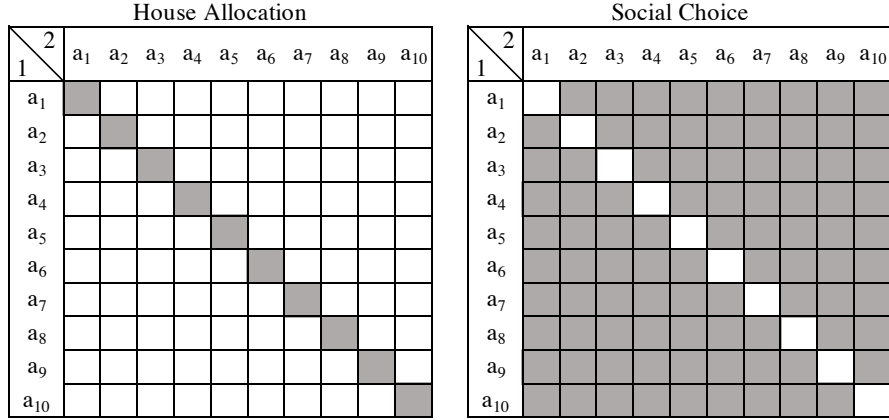 House Allocation
2
1
a₁ a₂ a₃ a₄ a₅ a₆ a₇ a₈ a₉ a₁₀
a₁
a₂
a₃
a₄
a₅
a₆
a₇
a₈
a₉
a₁₀
Social Choice
2
1
a₁ a₂ a₃ a₄ a₅ a₆ a₇ a₈ a₉ a₁₀
a₁
a₂
a₃
a₄
a₅
a₆
a₇
a₈
a₉
a₁₀